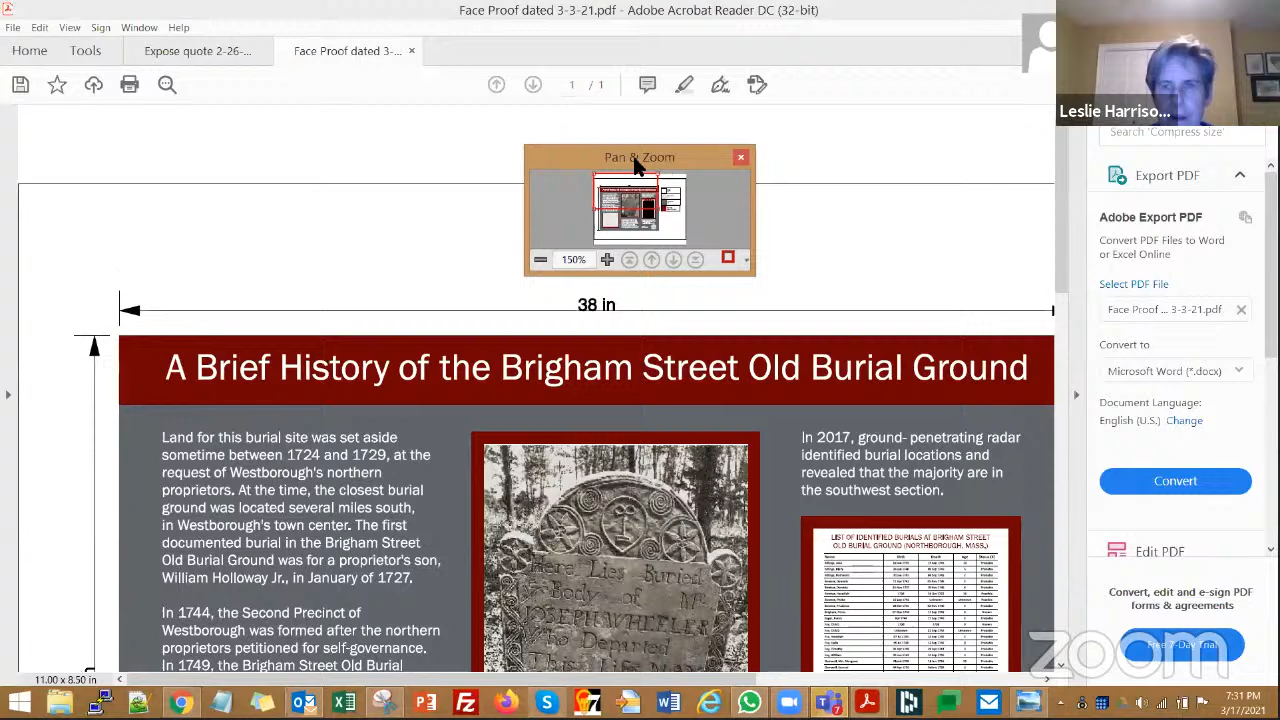 Face Proof dated 3-3-21.pdf - Adobe Acrobat Reader DC (32-bit)
File Edit View Sign Window Help
Home Tools Expose quote 2-26-... Face Proof dated 3-... ×
1 / 1
Leslie Harriso...
Search 'Compress size'
Pan & Zoom
150%
Export PDF
Adobe Export PDF
Convert PDF Files to Word
or Excel Online
Select PDF File
Face Proof ... 3-3-21.pdf
Convert to
Microsoft Word (*.docx)
Document Language:
English (U.S.) Change
Convert
Edit PDF
Convert, edit and e-sign PDF
forms & agreements
Free 7-Day Trial
38 in
A Brief History of the Brigham Street Old Burial Ground
Land for this burial site was set aside
sometime between 1724 and 1729, at the
request of Westborough's northern
proprietors. At the time, the closest burial
ground was located several miles south,
in Westborough's town center. The first
documented burial in the Brigham Street
Old Burial Ground was for a proprietor's son,
William Holloway Jr., in January of 1727.
In 1744, the Second Precinct of
Westborough was formed after the northern
proprietors petitioned for self-governance.
In 1749, the Brigham Street Old Burial
Here Lies Buried
In 2017, ground- penetrating radar
identified burial locations and
revealed that the majority are in
the southwest section.
LIST OF IDENTIFIED BURIALS AT BRIGHAM STREET
OLD BURIAL GROUND (NORTHBOROUGH, MASS.)
zoom
11.00 x 8.50 in
7:31 PM
3/17/2021